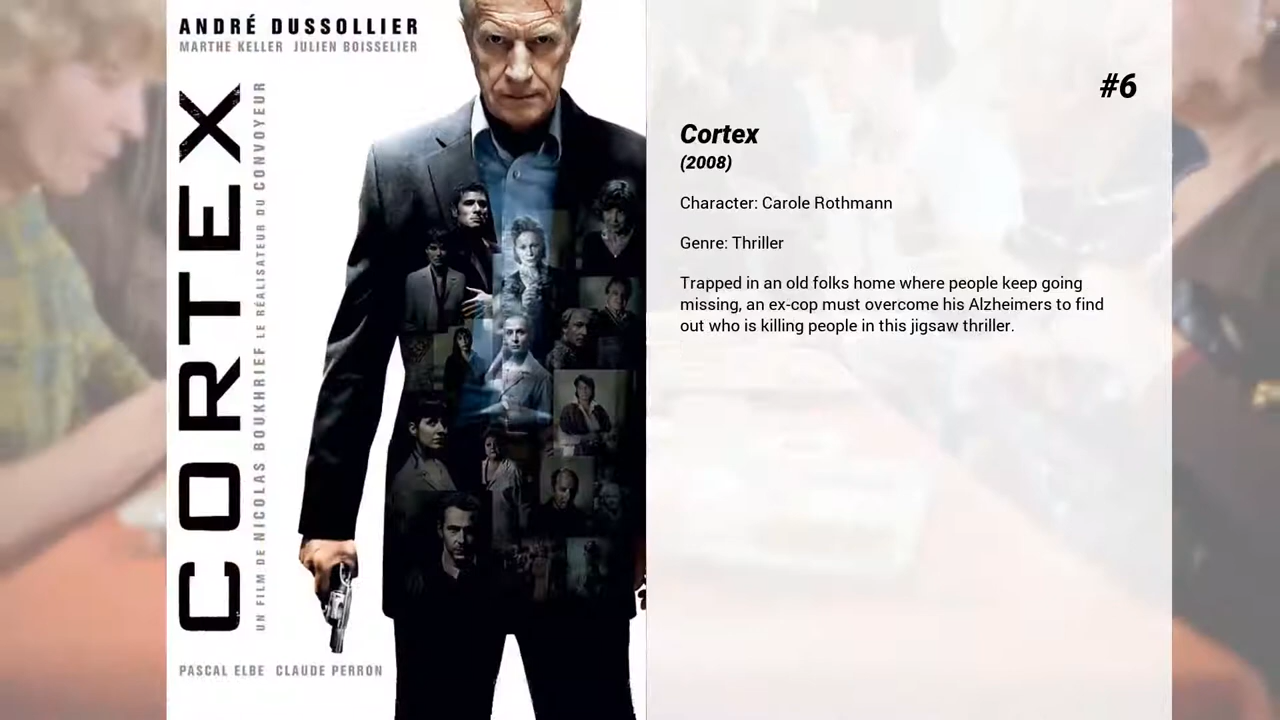 ANDRÉ DUSSOLLIER
MARTHE KELLER JULIEN BOISSELIER
CORTEX
UN FILM DE NICOLAS BOUKHRIEF LE RÉALISATEUR DU CONVOYEUR
PASCAL ELBE CLAUDE PERRON
#6
Cortex
(2008)
Character: Carole Rothmann
Genre: Thriller
Trapped in an old folks home where people keep going
missing, an ex-cop must overcome his Alzheimers to find
out who is killing people in this jigsaw thriller.